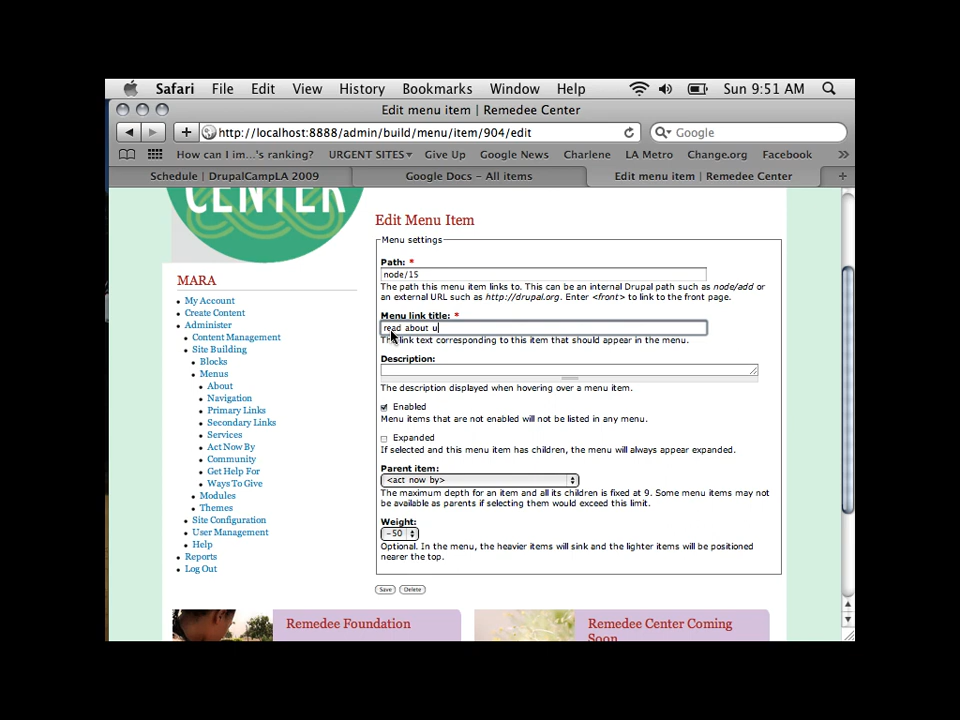 Safari File Edit View History Bookmarks Window Help Sun 9:51 AM
Edit menu item | Remedee Center
http://localhost:8888/admin/build/menu/item/904/edit Google
How can I im...'s ranking? URGENT SITES Give Up Google News Charlene LA Metro Change.org Facebook
Schedule | DrupalCampLA 2009 Google Docs - All items Edit menu item | Remedee Center
CENTER
MARA
My Account
Create Content
Administer
Content Management
Site Building
Blocks
Menus
About
Navigation
Primary Links
Secondary Links
Services
Act Now By
Community
Get Help For
Ways To Give
Modules
Themes
Site Configuration
User Management
Help
Reports
Log Out
Edit Menu Item
Menu settings
Path: *
node/15
The path this menu item links to. This can be an internal Drupal path such as node/add or
an external URL such as http://drupal.org. Enter <front> to link to the front page.
Menu link title: *
read about u
The link text corresponding to this item that should appear in the menu.
Description:
The description displayed when hovering over a menu item.
Enabled
Menu items that are not enabled will not be listed in any menu.
Expanded
If selected and this menu item has children, the menu will always appear expanded.
Parent item:
<act now by>
The maximum depth for an item and all its children is fixed at 9. Some menu items may not
be available as parents if selecting them would exceed this limit.
Weight:
-50
Optional. In the menu, the heavier items will sink and the lighter items will be positioned
nearer the top.
Save Delete
Remedee Foundation
Remedee Center Coming
Soon